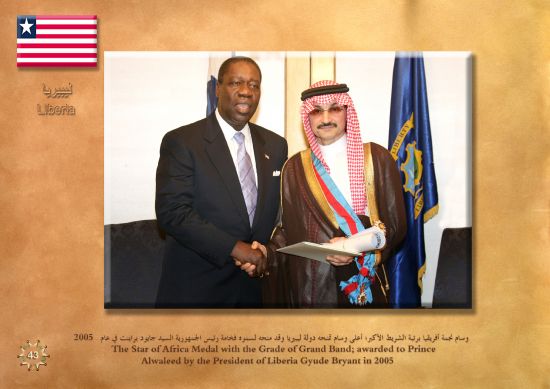 ليبيريا
Liberia
LIBERIA
وسام نجمة أفريقيا برتبة الشريط الأكبر؛ أعلى وسام تمنحه دولة ليبيريا وقد منحه لسموه فخامة رئيس الجمهورية السيد جايود براينت في عام 2005
The Star of Africa Medal with the Grade of Grand Band; awarded to Prince
Alwaleed by the President of Liberia Gyude Bryant in 2005
43